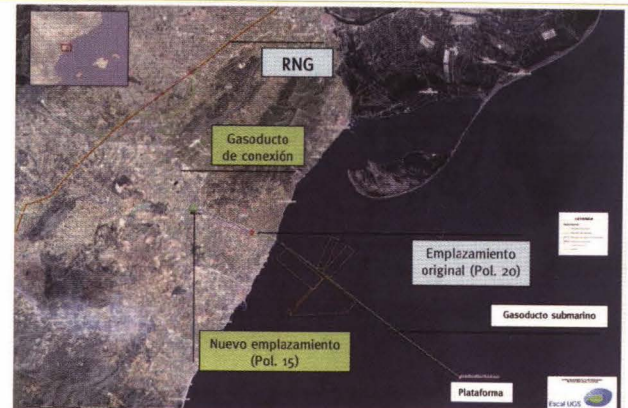 RNG
Gasoducto
de conexión
Emplazamiento
original (Pol. 20)
Gasoducto submarino
Nuevo emplazamiento
(Pol. 15)
Plataforma
Escal UGS